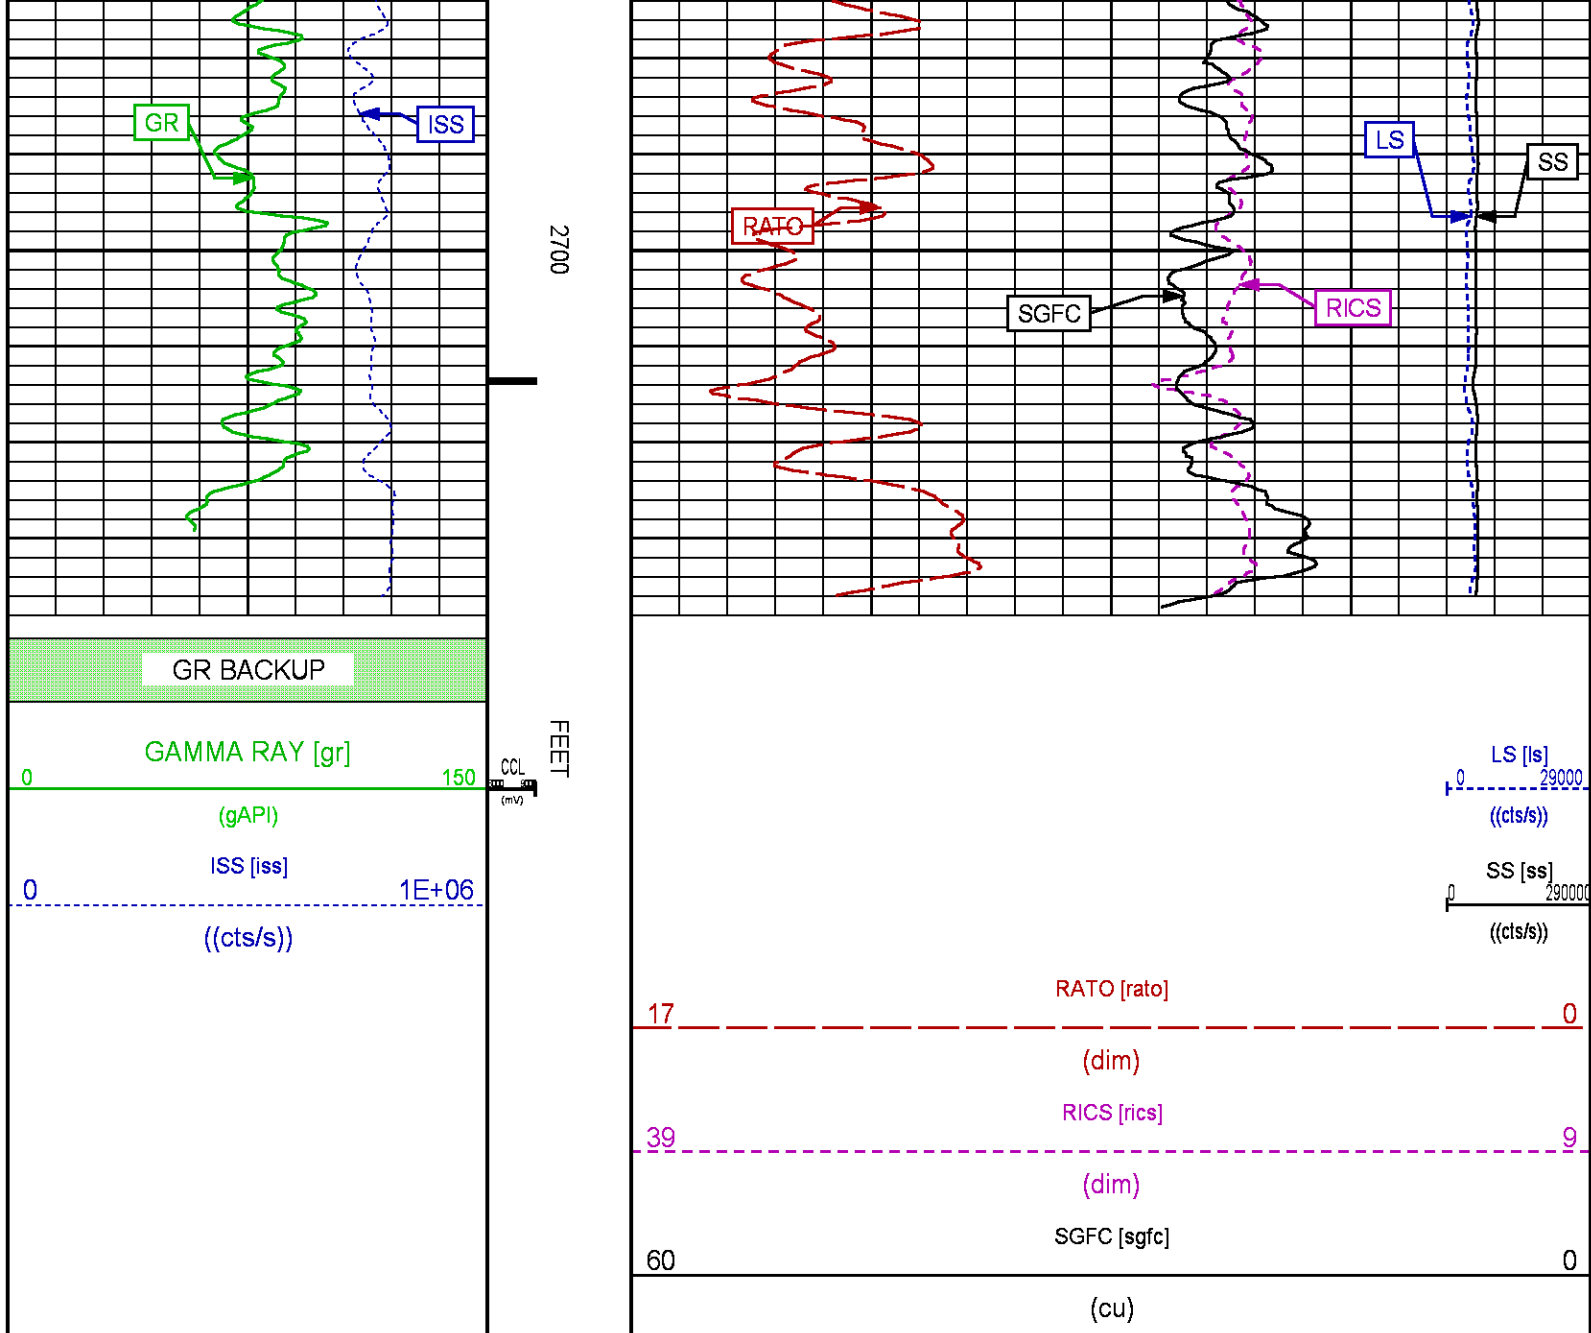 GR
ISS
LS
SS
RATO
2700
SGFC
RICS
GR BACKUP
FEET
GAMMA RAY [gr]
0 150
(gAPI)
CCL
(mV)
LS [ls]
0 29000
((cts/s))
ISS [iss]
0 1E+06
((cts/s))
SS [ss]
0 290000
((cts/s))
RATO [rato]
17 0
(dim)
RICS [rics]
39 9
(dim)
SGFC [sgfc]
60 0
(cu)